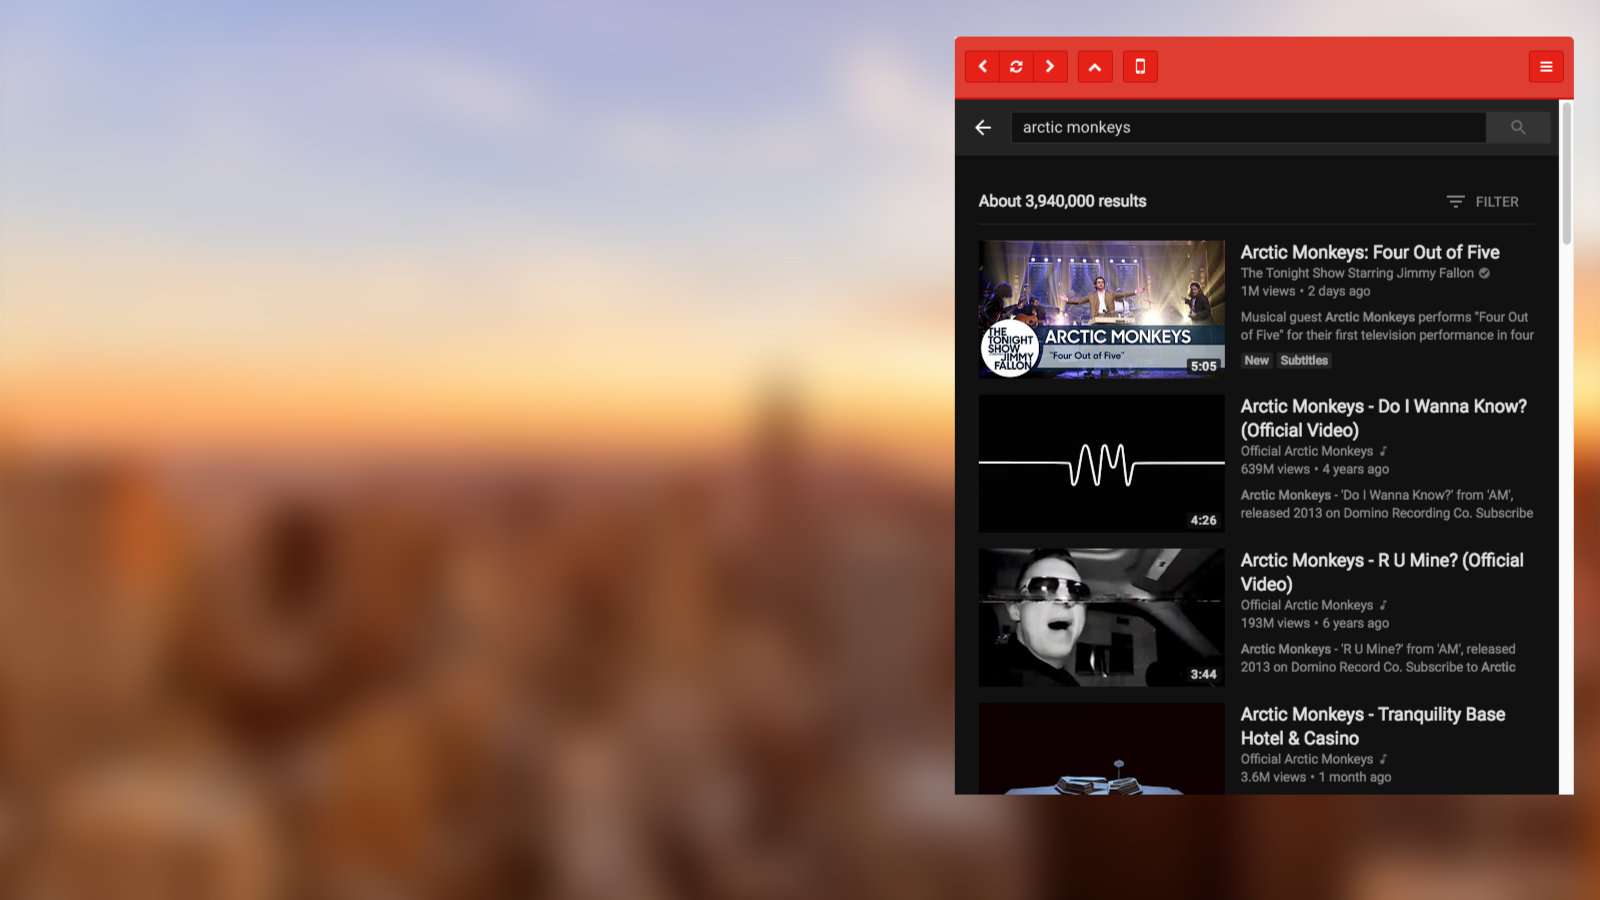 arctic monkeys
About 3,940,000 results
FILTER
THE
TONIGHT
SHOW
JIMMY
FALLON
ARCTIC MONKEYS
"Four Out of Five"
5:05
Arctic Monkeys: Four Out of Five
The Tonight Show Starring Jimmy Fallon
1M views • 2 days ago
Musical guest Arctic Monkeys performs "Four Out
of Five" for their first television performance in four
New Subtitles
4:26
Arctic Monkeys - Do I Wanna Know?
(Official Video)
Official Arctic Monkeys
639M views • 4 years ago
Arctic Monkeys - 'Do I Wanna Know?' from 'AM',
released 2013 on Domino Recording Co. Subscribe
3:44
Arctic Monkeys - R U Mine? (Official
Video)
Official Arctic Monkeys
193M views • 6 years ago
Arctic Monkeys - 'R U Mine?' from 'AM', released
2013 on Domino Record Co. Subscribe to Arctic
Arctic Monkeys - Tranquility Base
Hotel & Casino
Official Arctic Monkeys
3.6M views • 1 month ago